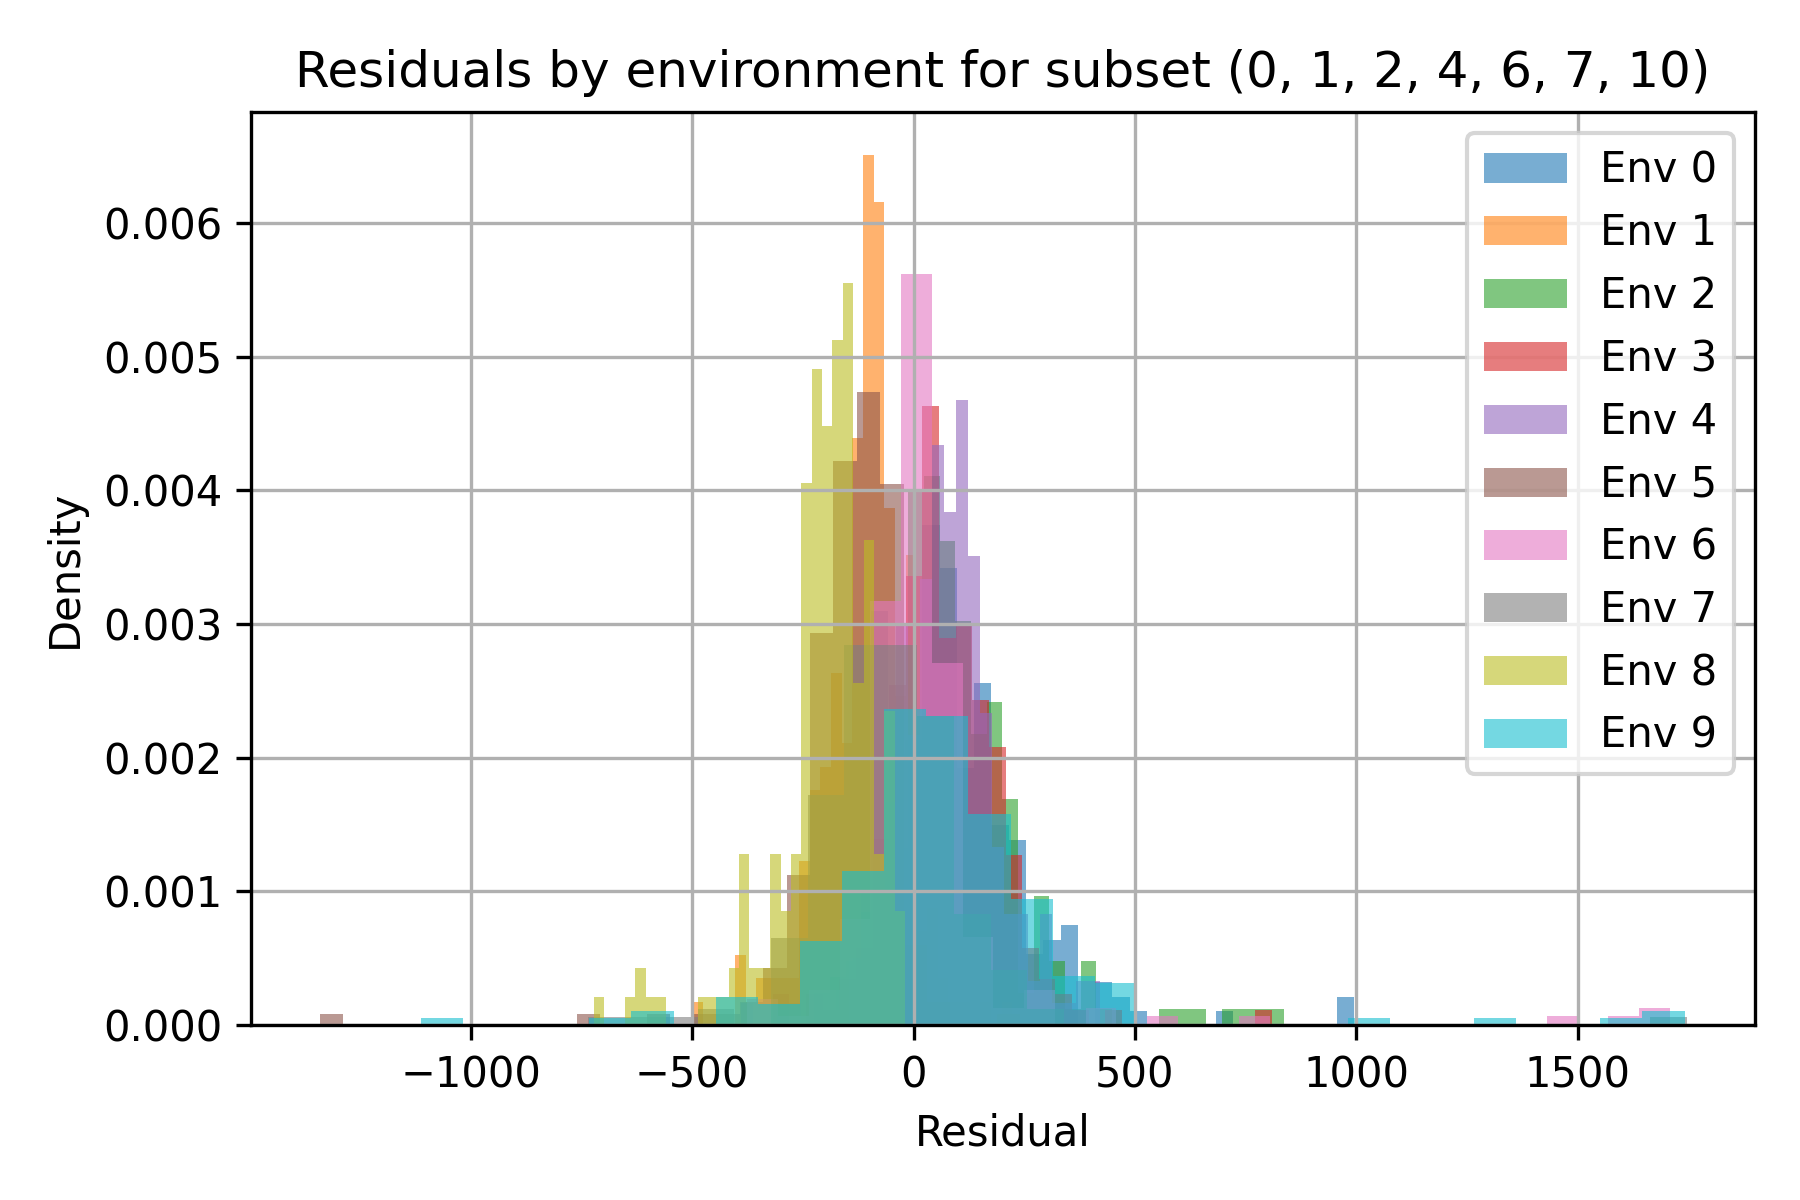 Residuals by environment for subset (0, 1, 2, 4, 6, 7, 10)
Density
0.006
0.005
0.004
0.003
0.002
0.001
0.000
−1000
−500
0
500
1000
1500
Residual
Env 0
Env 1
Env 2
Env 3
Env 4
Env 5
Env 6
Env 7
Env 8
Env 9